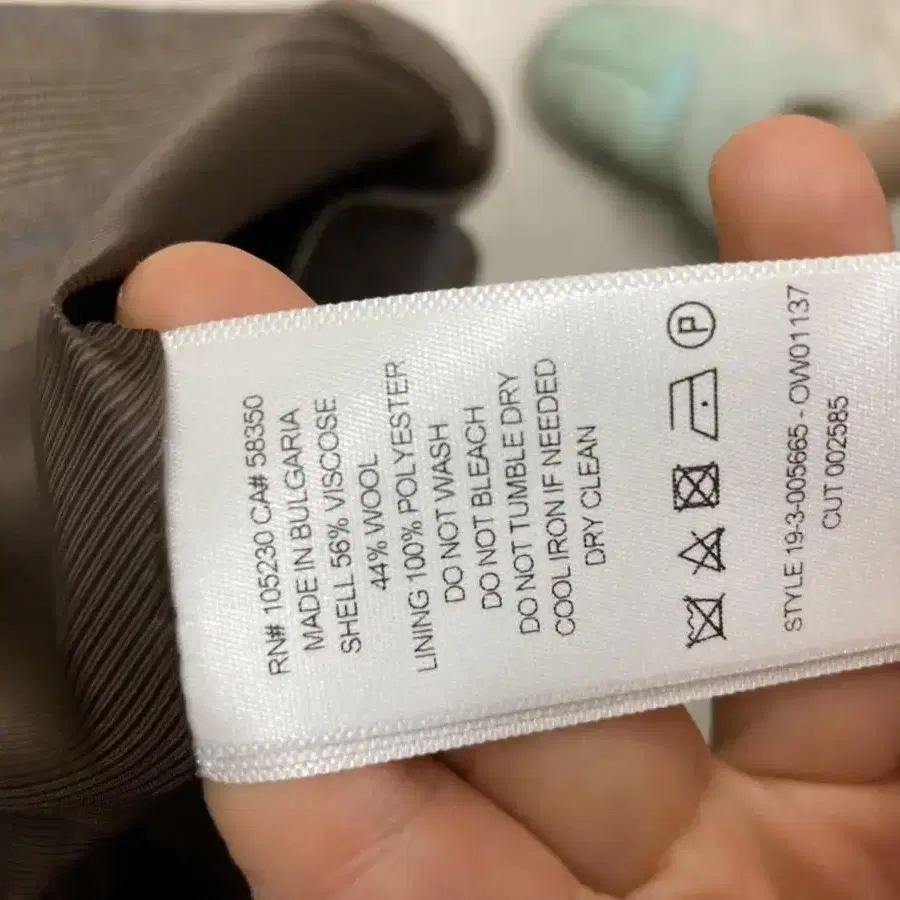 RN# 105230 CA# 58350
MADE IN BULGARIA
SHELL 56% VISCOSE
44% WOOL
LINING 100% POLYESTER
DO NOT WASH
DO NOT BLEACH
DO NOT TUMBLE DRY
COOL IRON IF NEEDED
DRY CLEAN
P
STYLE 19-3-005665 - OW01137
CUT 002585